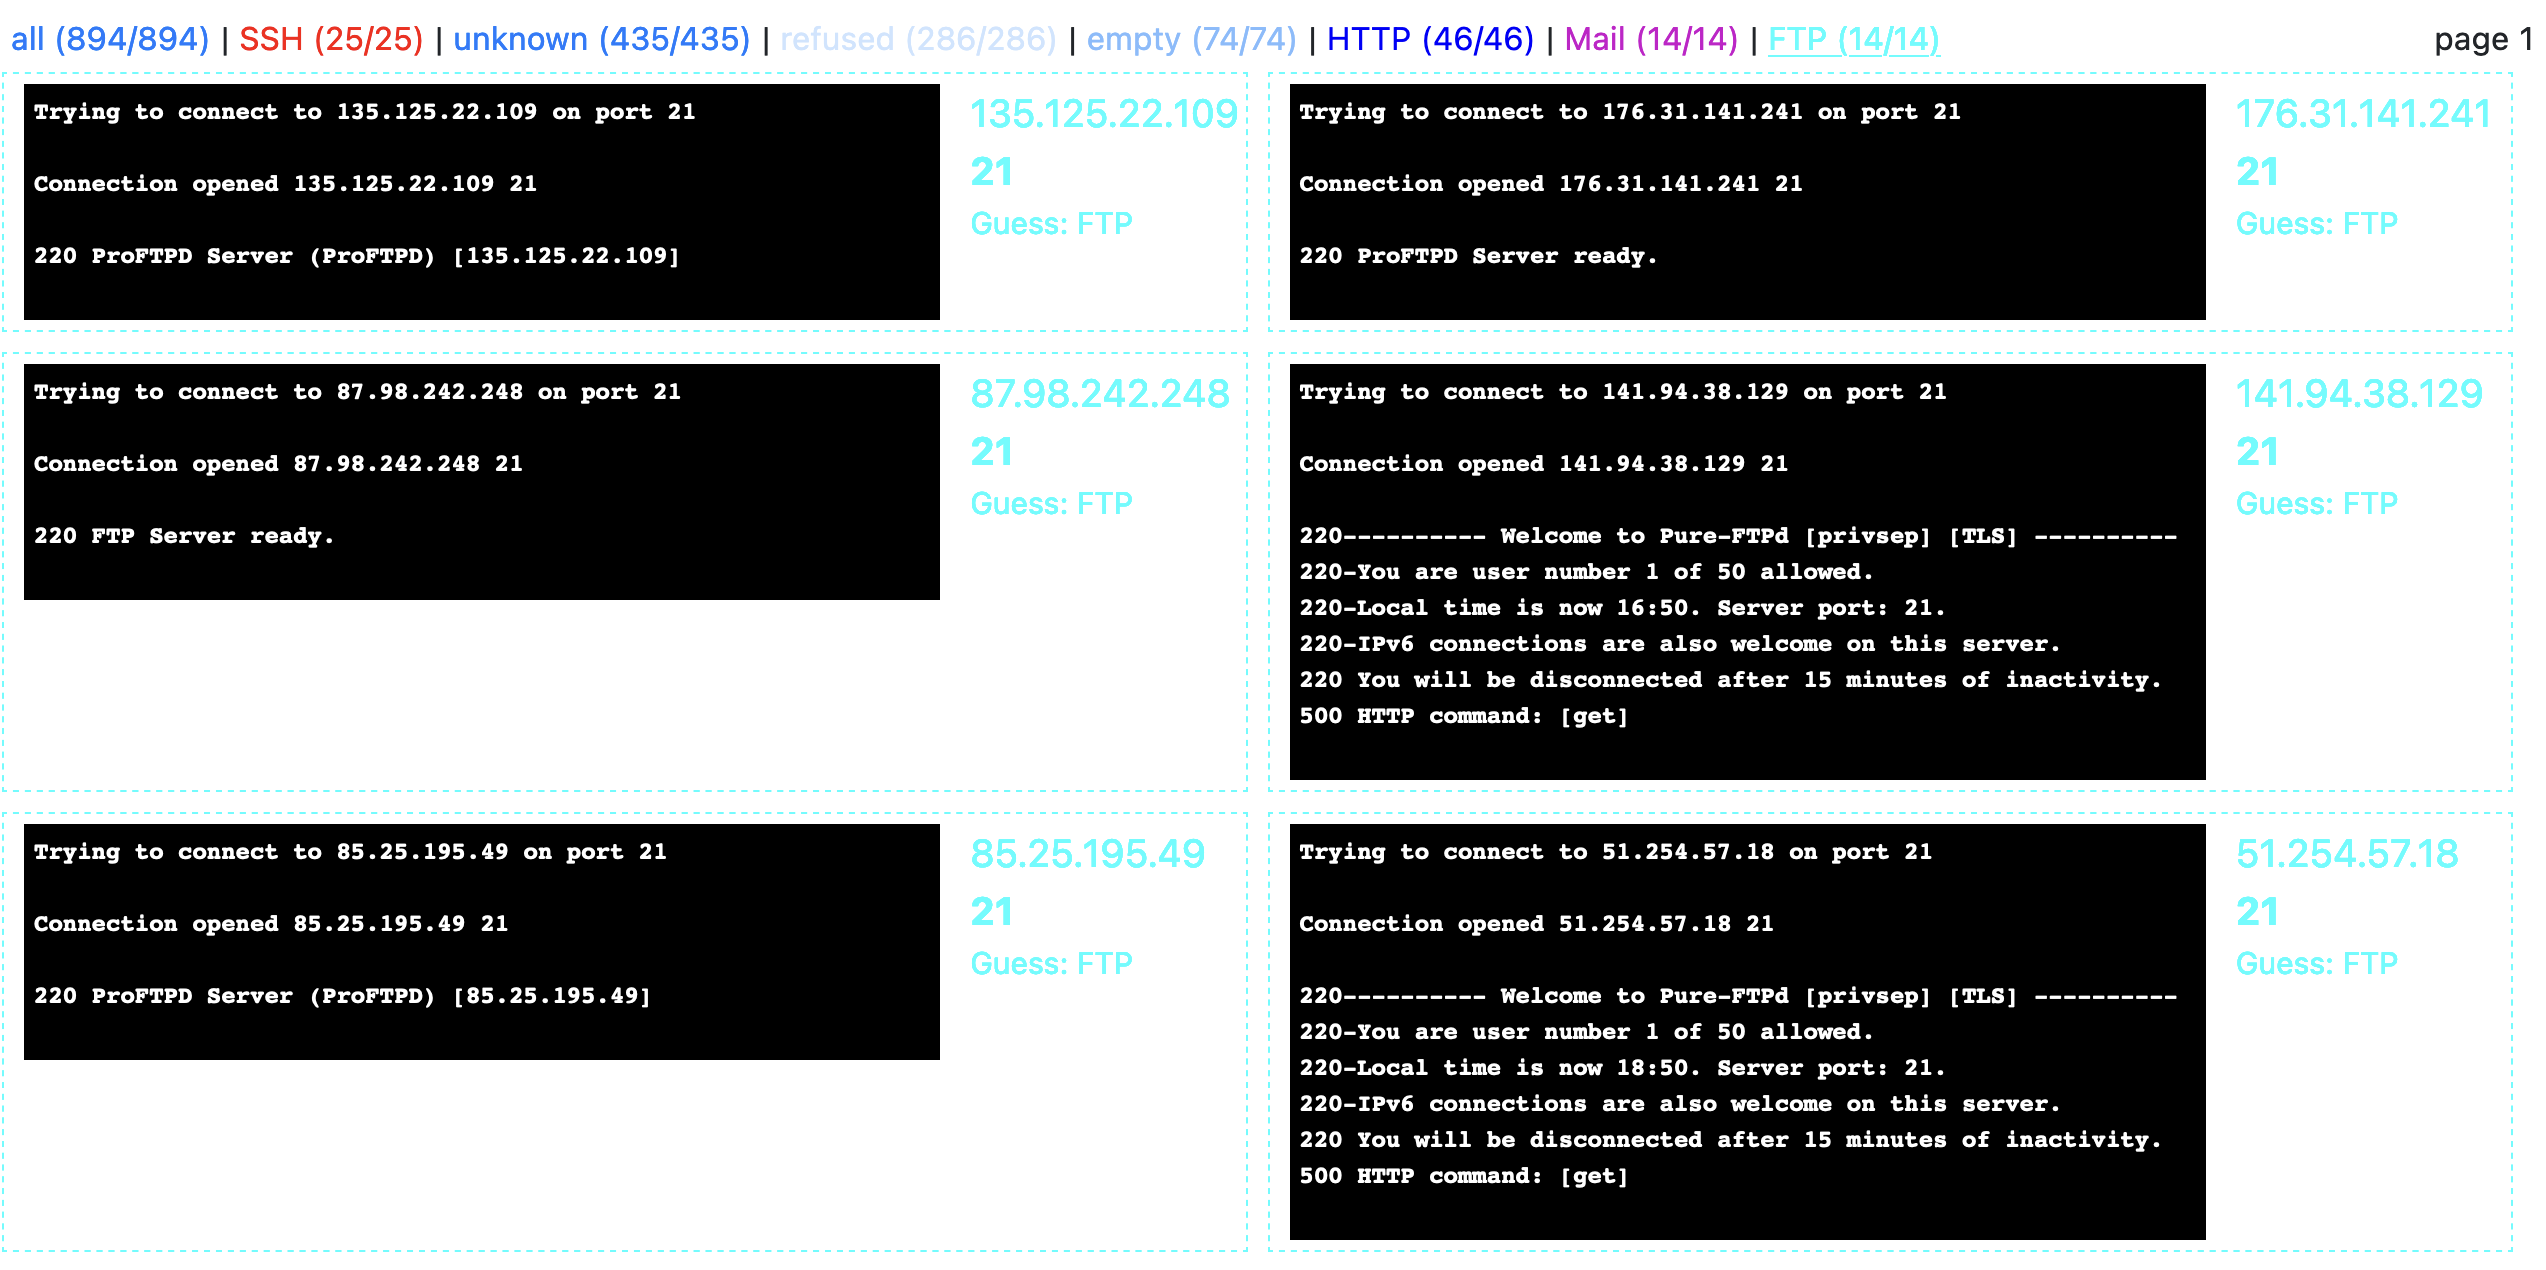 all (894/894) | SSH (25/25) | unknown (435/435) | refused (286/286) | empty (74/74) | HTTP (46/46) | Mail (14/14) | FTP (14/14)
page 1
Trying to connect to 135.125.22.109 on port 21
Connection opened 135.125.22.109 21
220 ProFTPD Server (ProFTPD) [135.125.22.109]
135.125.22.109
21
Guess: FTP
Trying to connect to 176.31.141.241 on port 21
Connection opened 176.31.141.241 21
220 ProFTPD Server ready.
176.31.141.241
21
Guess: FTP
Trying to connect to 87.98.242.248 on port 21
Connection opened 87.98.242.248 21
220 FTP Server ready.
87.98.242.248
21
Guess: FTP
Trying to connect to 141.94.38.129 on port 21
Connection opened 141.94.38.129 21
220---------- Welcome to Pure-FTPd [privsep] [TLS] ----------
220-You are user number 1 of 50 allowed.
220-Local time is now 16:50. Server port: 21.
220-IPv6 connections are also welcome on this server.
220 You will be disconnected after 15 minutes of inactivity.
500 HTTP command: [get]
141.94.38.129
21
Guess: FTP
Trying to connect to 85.25.195.49 on port 21
Connection opened 85.25.195.49 21
220 ProFTPD Server (ProFTPD) [85.25.195.49]
85.25.195.49
21
Guess: FTP
Trying to connect to 51.254.57.18 on port 21
Connection opened 51.254.57.18 21
220---------- Welcome to Pure-FTPd [privsep] [TLS] ----------
220-You are user number 1 of 50 allowed.
220-Local time is now 18:50. Server port: 21.
220-IPv6 connections are also welcome on this server.
220 You will be disconnected after 15 minutes of inactivity.
500 HTTP command: [get]
51.254.57.18
21
Guess: FTP